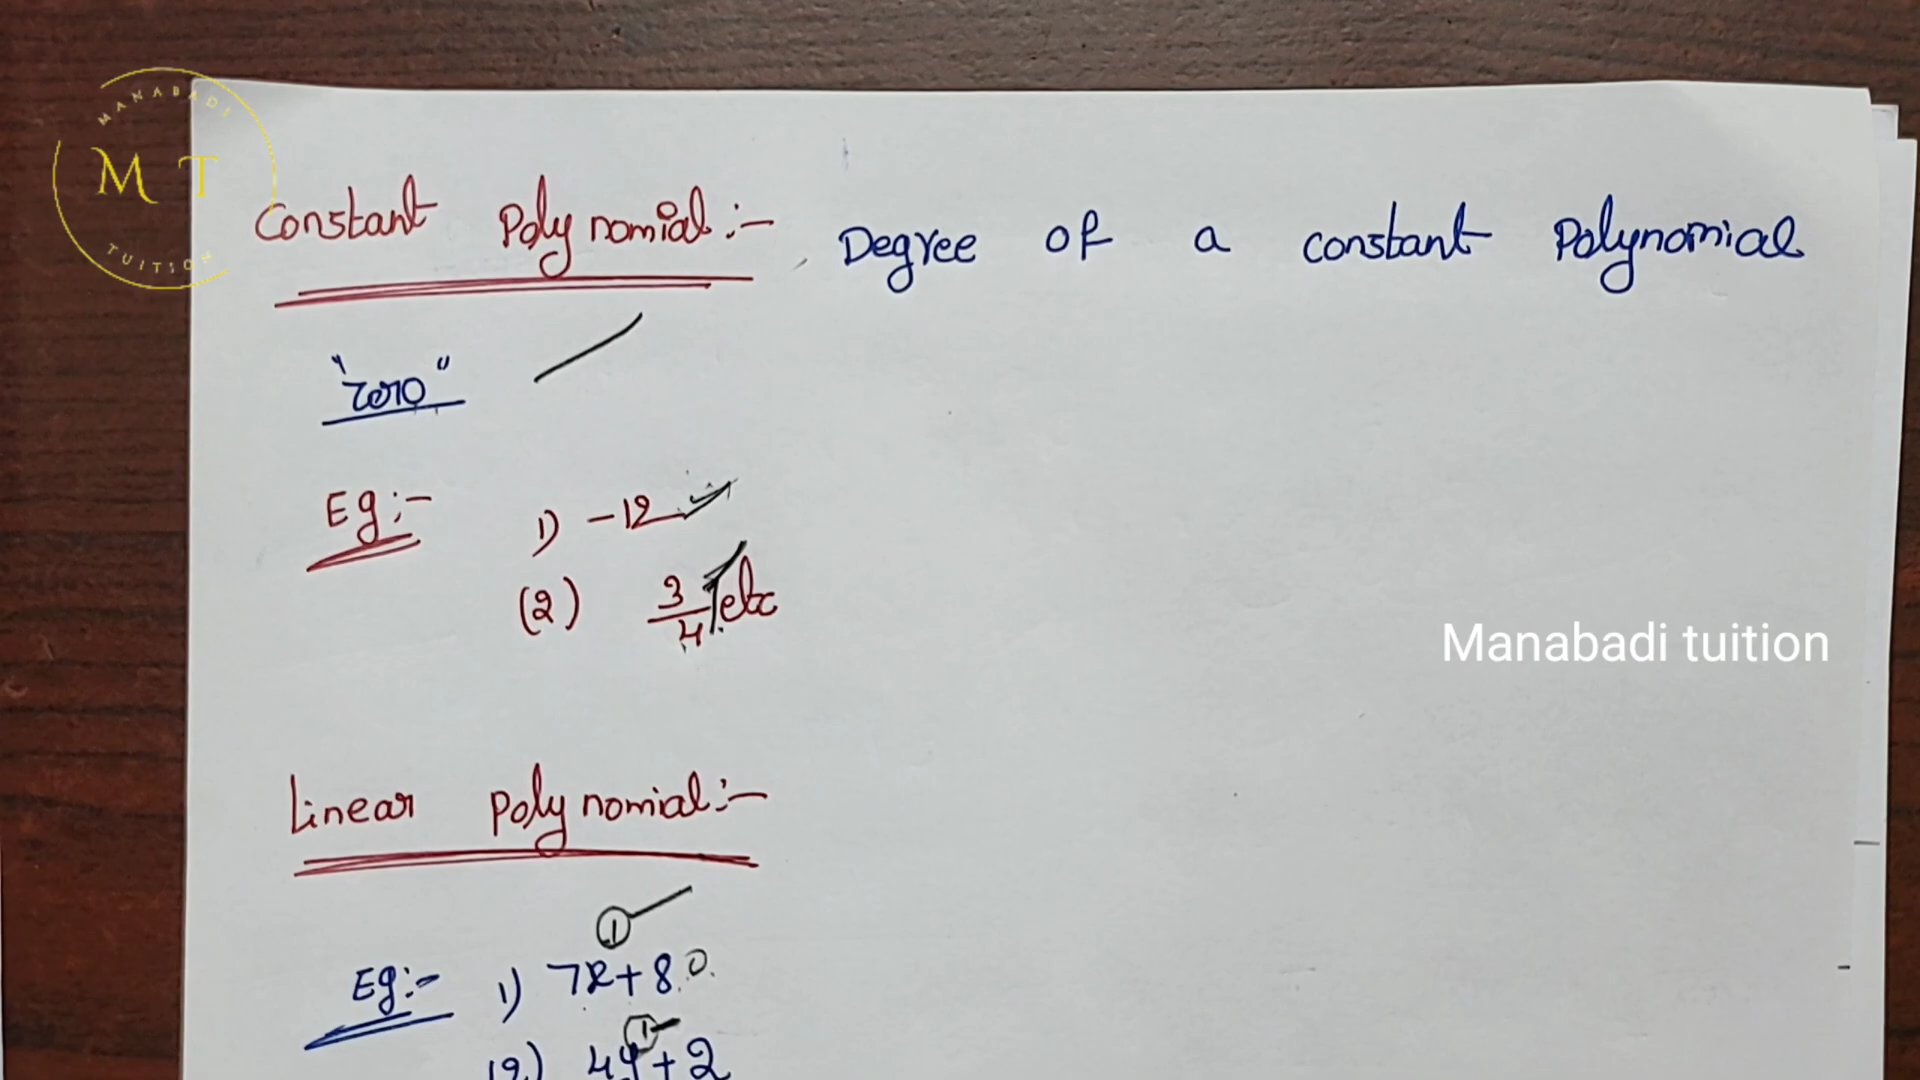 MANABADI
M T
TUITION
Constant Polynomial :- Degree of a constant Polynomial
"zero"
Eg :- 1) -12
(2) 3/4 etc
Manabadi tuition
Linear polynomial :-
1
Eg :- 1) 7x+8 0
1
(2) 4y+2